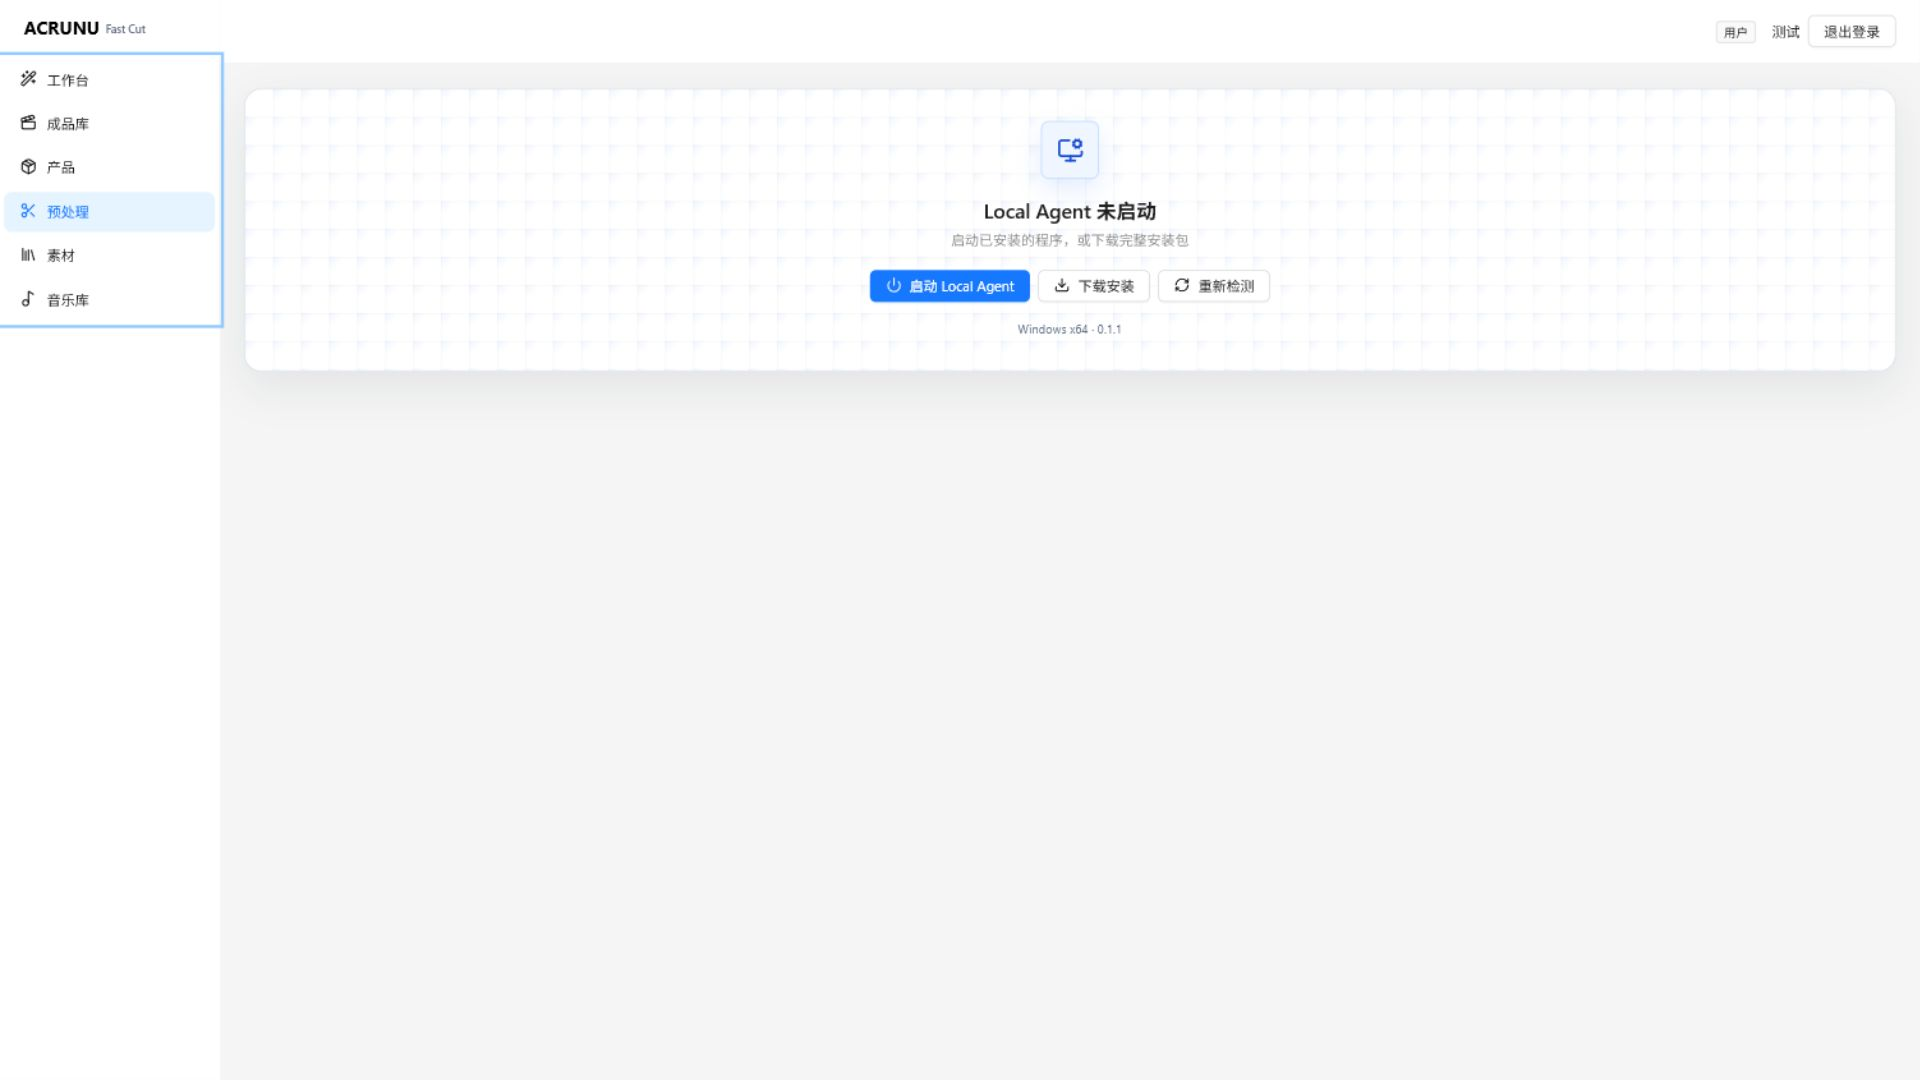 ACRUNU Fast Cut
用户 测试 退出登录
工作台
成品库
产品
预处理
素材
音乐库
Local Agent 未启动
启动已安装的程序，或下载完整安装包
启动 Local Agent 下载安装 重新检测
Windows x64 · 0.1.1